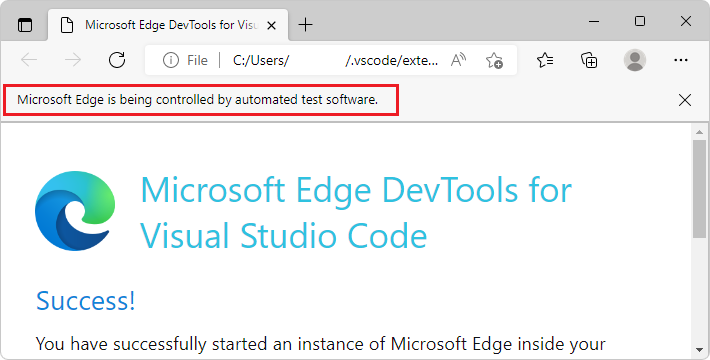 Microsoft Edge DevTools for Visu
File | C:/Users/ /.vscode/exte...
Microsoft Edge is being controlled by automated test software.
Microsoft Edge DevTools for
Visual Studio Code
Success!
You have successfully started an instance of Microsoft Edge inside your